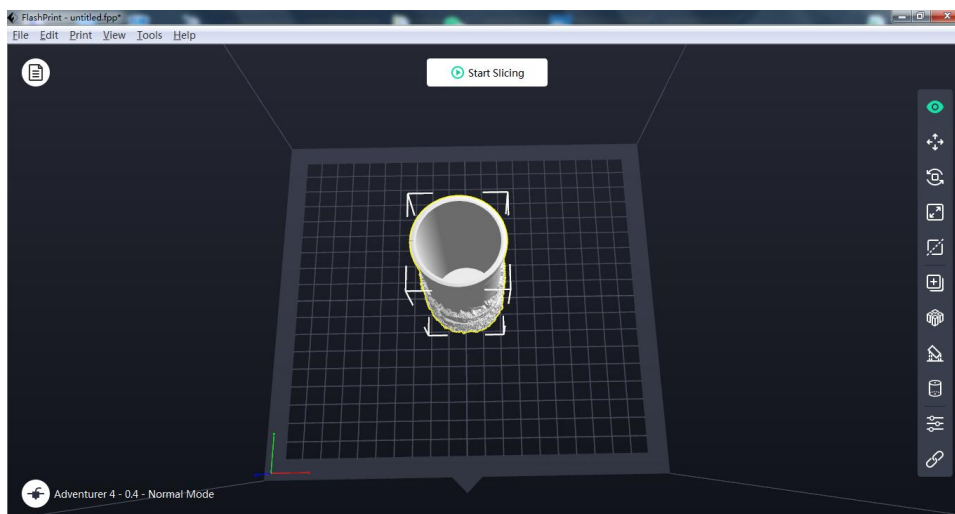 FlashPrint - untitled.fpp*
File Edit Print View Tools Help
Start Slicing
Adventurer 4 - 0.4 - Normal Mode